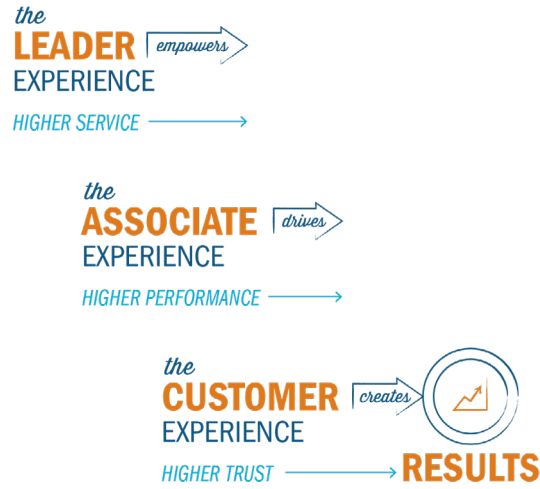 the
LEADER empowers
EXPERIENCE
HIGHER SERVICE
the
ASSOCIATE drives
EXPERIENCE
HIGHER PERFORMANCE
the
CUSTOMER creates
EXPERIENCE
HIGHER TRUST RESULTS